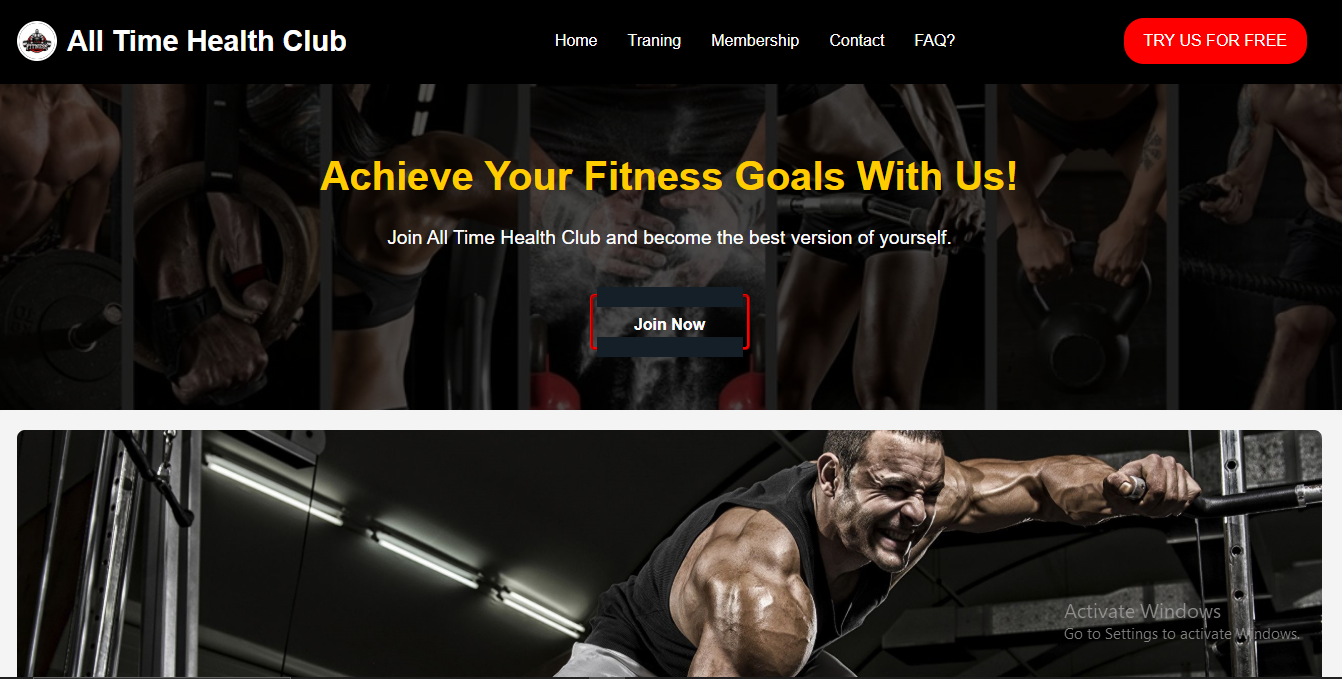 All Time Health Club
Home Traning Membership Contact FAQ?
TRY US FOR FREE
Achieve Your Fitness Goals With Us!
Join All Time Health Club and become the best version of yourself.
Join Now
Activate Windows
Go to Settings to activate Windows.